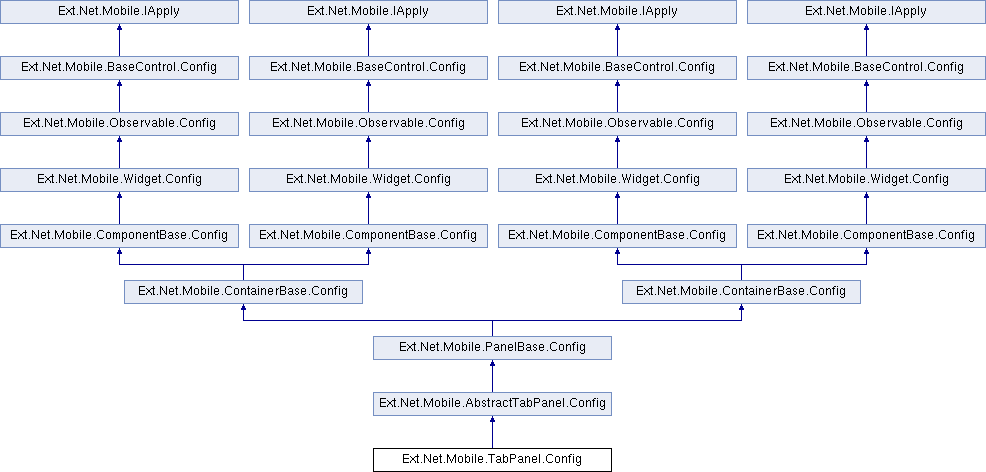 Ext.Net.Mobile.IApply
Ext.Net.Mobile.IApply
Ext.Net.Mobile.IApply
Ext.Net.Mobile.IApply
Ext.Net.Mobile.BaseControl.Config
Ext.Net.Mobile.BaseControl.Config
Ext.Net.Mobile.BaseControl.Config
Ext.Net.Mobile.BaseControl.Config
Ext.Net.Mobile.Observable.Config
Ext.Net.Mobile.Observable.Config
Ext.Net.Mobile.Observable.Config
Ext.Net.Mobile.Observable.Config
Ext.Net.Mobile.Widget.Config
Ext.Net.Mobile.Widget.Config
Ext.Net.Mobile.Widget.Config
Ext.Net.Mobile.Widget.Config
Ext.Net.Mobile.ComponentBase.Config
Ext.Net.Mobile.ComponentBase.Config
Ext.Net.Mobile.ComponentBase.Config
Ext.Net.Mobile.ComponentBase.Config
Ext.Net.Mobile.ContainerBase.Config
Ext.Net.Mobile.ContainerBase.Config
Ext.Net.Mobile.PanelBase.Config
Ext.Net.Mobile.AbstractTabPanel.Config
Ext.Net.Mobile.TabPanel.Config